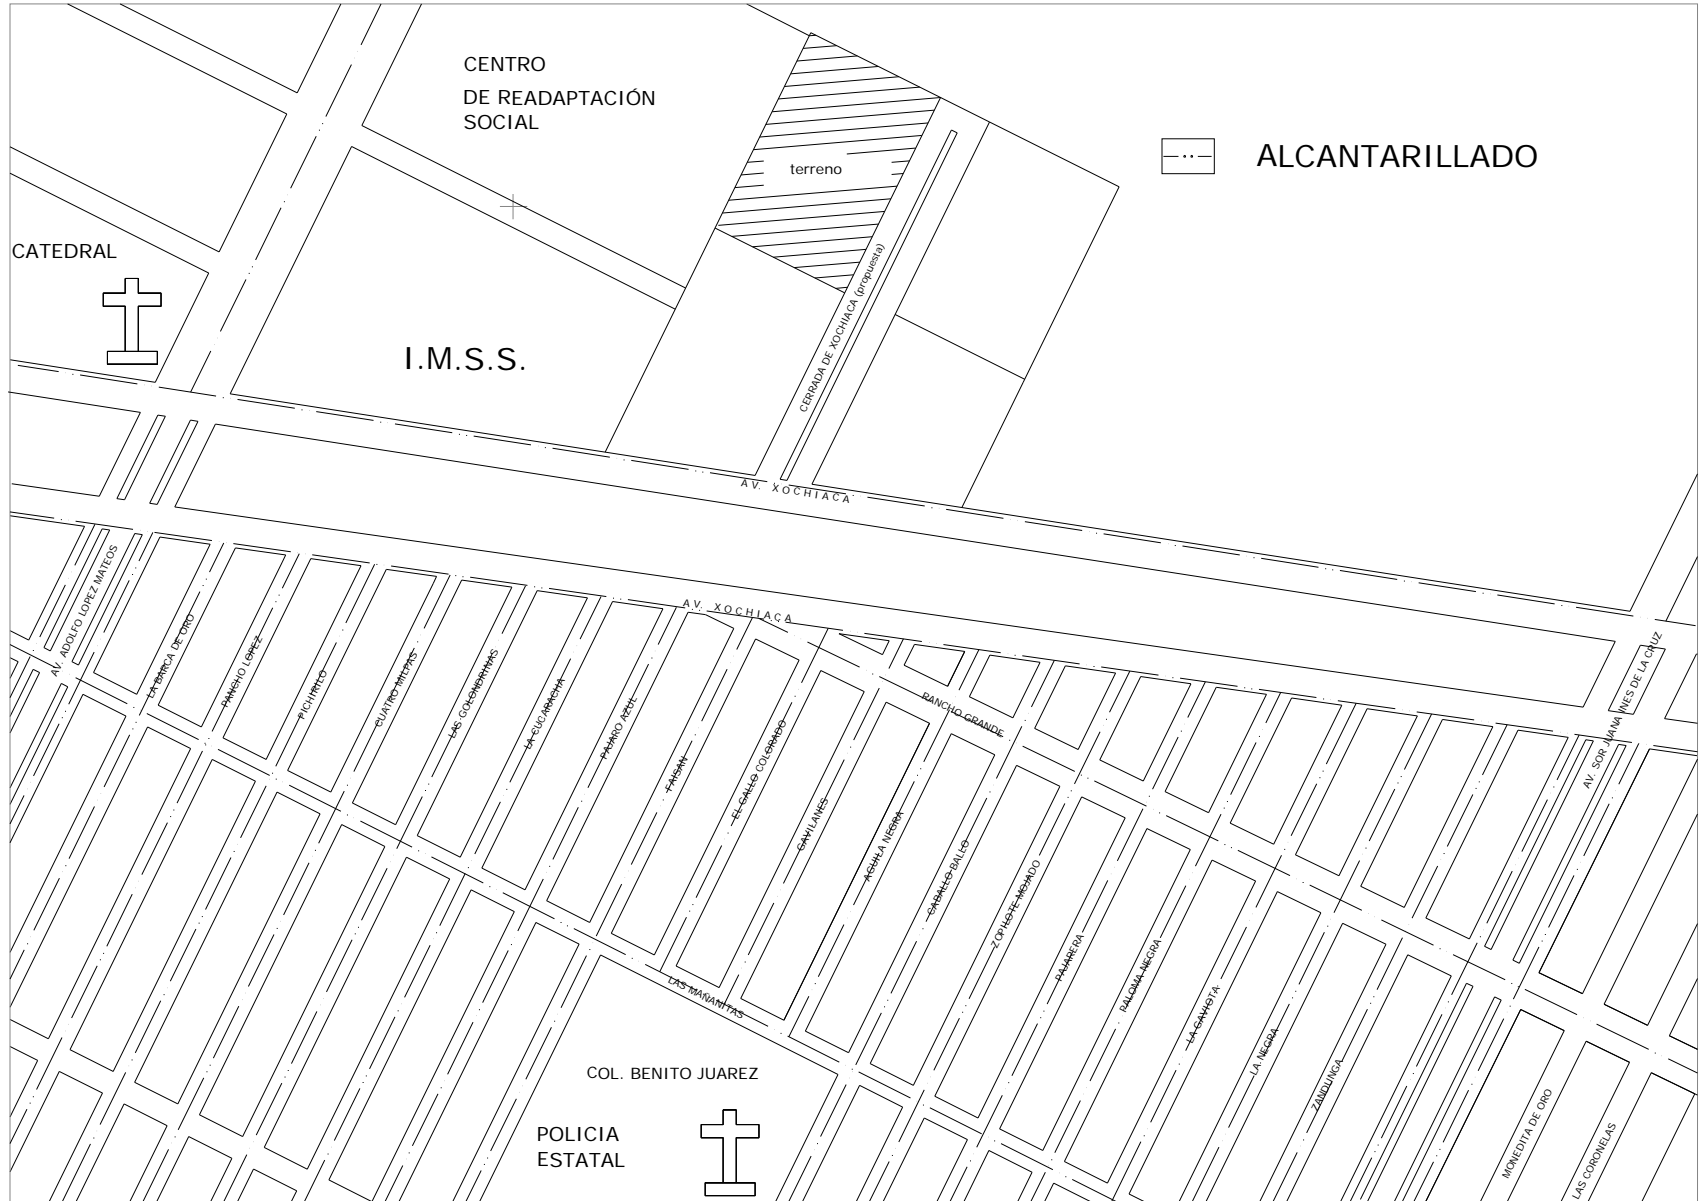 CENTRO
DE READAPTACIÓN
SOCIAL
terreno
ALCANTARILLADO
CATEDRAL
I.M.S.S.
CERRADA DE XOCHIACA (propuesta)
AV. XOCHIACA
AV. XOCHIACA
AV. ADOLFO LOPEZ MATEOS
LA BARCA DE ORO
PANCHO LOPEZ
PICHIRILO
CUATRO MILPAS
LAS GOLONDRINAS
LA CUCARACHA
PAJARO AZUL
FAISAN
EL GALLO COLORADO
GAVILANES
AGUILA NEGRA
CABALLO BALLO
ZOPILOTE MOJADO
PAJARERA
PALOMA NEGRA
LA GAVIOTA
LA NEGRA
ZANDUNGA
RANCHO GRANDE
AV. SOR JUANA INES DE LA CRUZ
MONEDITA DE ORO
LAS CORONELAS
LAS MAÑANITAS
COL. BENITO JUAREZ
POLICIA
ESTATAL